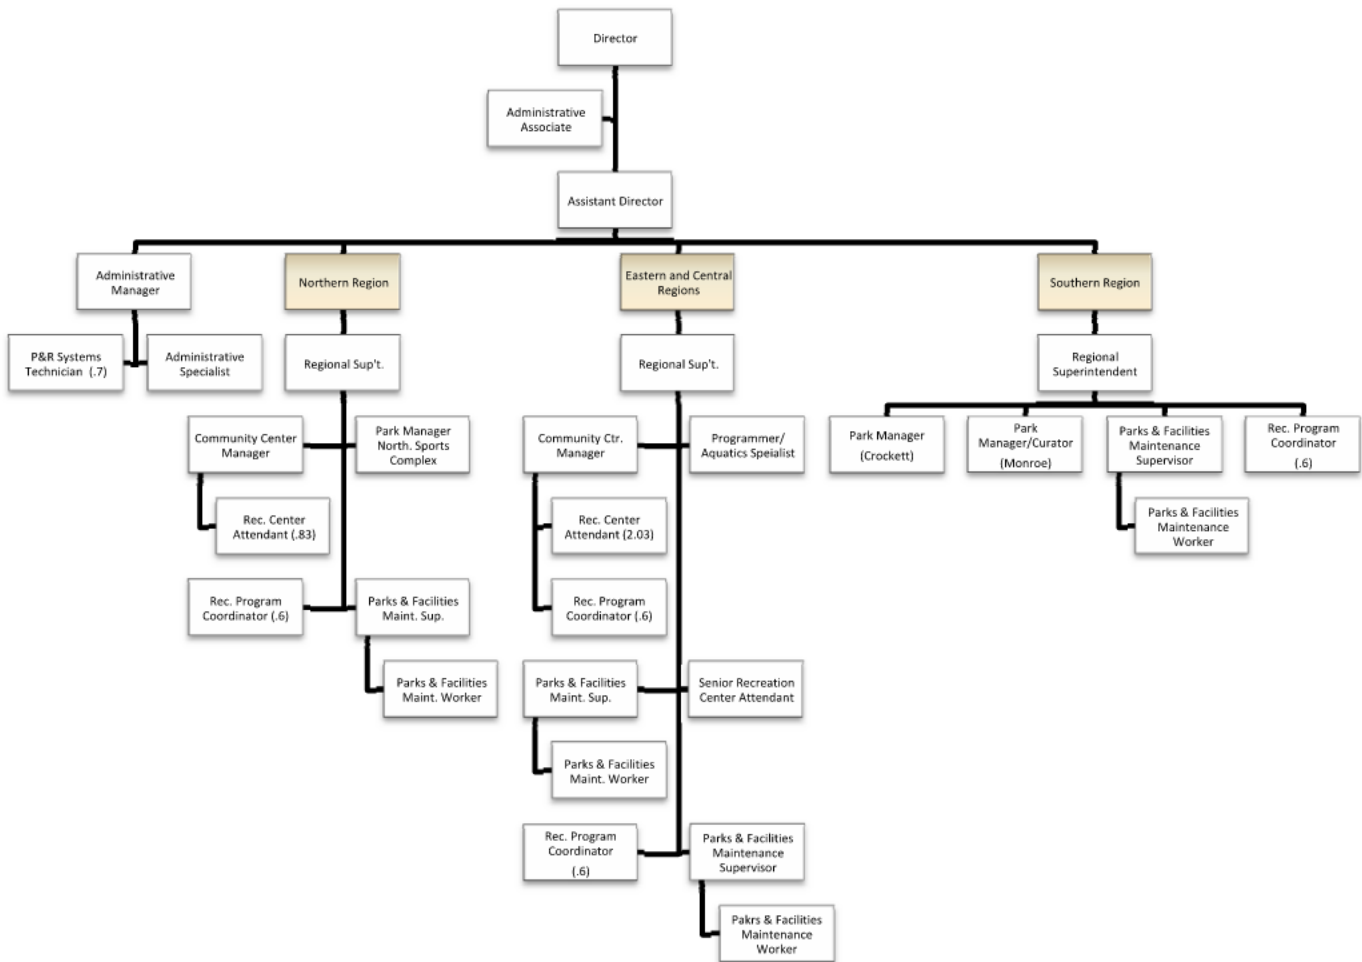 Director
Administrative
Associate
Assistant Director
Administrative
Manager
Northern Region
Eastern and Central
Regions
Southern Region
P&R Systems
Technician (.7)
Administrative
Specialist
Regional Sup't.
Regional Sup't.
Regional
Superintendent
Community Center
Manager
Park Manager
North. Sports
Complex
Community Ctr.
Manager
Programmer/
Aquatics Speialist
Park Manager
(Crockett)
Park
Manager/Curator
(Monroe)
Parks & Facilities
Maintenance
Supervisor
Rec. Program
Coordinator
(.6)
Rec. Center
Attendant (.83)
Rec. Center
Attendant (2.03)
Parks & Facilities
Maintenance
Worker
Rec. Program
Coordinator (.6)
Parks & Facilities
Maint. Sup.
Rec. Program
Coordinator (.6)
Parks & Facilities
Maint. Worker
Parks & Facilities
Maint. Sup.
Senior Recreation
Center Attendant
Parks & Facilities
Maint. Worker
Rec. Program
Coordinator
(.6)
Parks & Facilities
Maintenance
Supervisor
Pakrs & Facilities
Maintenance
Worker